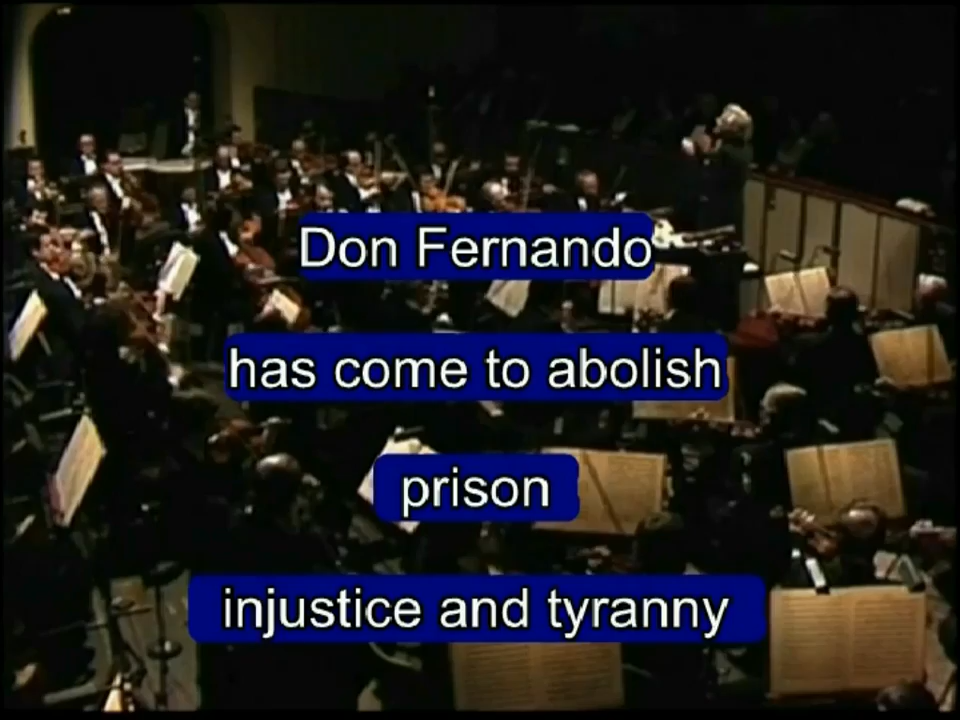 Don Fernando
has come to abolish
prison
injustice and tyranny